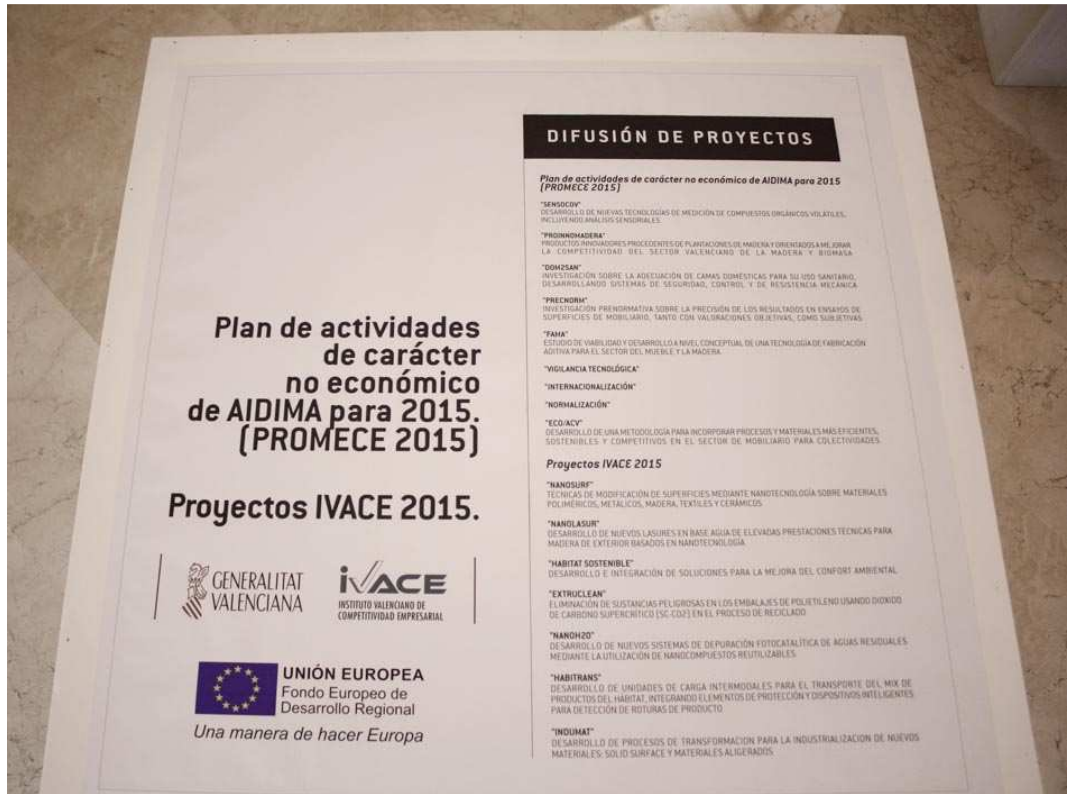 Plan de actividades
de carácter
no económico
de AIDIMA para 2015.
(PROMECE 2015)
Proyectos IVACE 2015.
GENERALITAT
VALENCIANA
iVACE
INSTITUTO VALENCIANO DE
COMPETITIVIDAD EMPRESARIAL
UNIÓN EUROPEA
Fondo Europeo de
Desarrollo Regional
Una manera de hacer Europa
DIFUSIÓN DE PROYECTOS
Plan de actividades de carácter no económico de AIDIMA para 2015
(PROMECE 2015)
"SENSOCOV"
DESARROLLO DE NUEVAS TECNOLOGÍAS DE MEDICIÓN DE COMPUESTOS ORGÁNICOS VOLÁTILES,
INCLUYENDO ANÁLISIS SENSORIALES
"PROINNOMADERA"
PRODUCTOS INNOVADORES PROCEDENTES DE PLANTACIONES DE MADERA Y ORIENTADOS A MEJORAR
LA COMPETITIVIDAD DEL SECTOR VALENCIANO DE LA MADERA Y BIOMASA
"DOM2SAN"
INVESTIGACIÓN SOBRE LA ADECUACIÓN DE CAMAS DOMÉSTICAS PARA SU USO SANITARIO,
DESARROLLANDO SISTEMAS DE SEGURIDAD, CONTROL Y DE RESISTENCIA MECÁNICA
"PRECNORM"
INVESTIGACIÓN PRENORMATIVA SOBRE LA PRECISIÓN DE LOS RESULTADOS EN ENSAYOS DE
SUPERFICIES DE MOBILIARIO, TANTO CON VALORACIONES OBJETIVAS, COMO SUBJETIVAS
"FAMA"
ESTUDIO DE VIABILIDAD Y DESARROLLO A NIVEL CONCEPTUAL DE UNA TECNOLOGÍA DE FABRICACIÓN
ADITIVA PARA EL SECTOR DEL MUEBLE Y LA MADERA
"VIGILANCIA TECNOLÓGICA"
"INTERNACIONALIZACIÓN"
"NORMALIZACIÓN"
"ECO/ACV"
DESARROLLO DE UNA METODOLOGÍA PARA INCORPORAR PROCESOS Y MATERIALES MÁS EFICIENTES,
SOSTENIBLES Y COMPETITIVOS EN EL SECTOR DE MOBILIARIO PARA COLECTIVIDADES
Proyectos IVACE 2015
"NANOSURF"
TÉCNICAS DE MODIFICACIÓN DE SUPERFICIES MEDIANTE NANOTECNOLOGÍA SOBRE MATERIALES
POLIMÉRICOS, METÁLICOS, MADERA, TEXTILES Y CERÁMICOS
"NANOLASUR"
DESARROLLO DE NUEVOS LASURES EN BASE AGUA DE ELEVADAS PRESTACIONES TÉCNICAS PARA
MADERA DE EXTERIOR BASADOS EN NANOTECNOLOGÍA
"HABITAT SOSTENIBLE"
DESARROLLO E INTEGRACIÓN DE SOLUCIONES PARA LA MEJORA DEL CONFORT AMBIENTAL
"EXTRUCLEAN"
ELIMINACIÓN DE SUSTANCIAS PELIGROSAS EN LOS EMBALAJES DE POLIETILENO USANDO DIOXIDO
DE CARBONO SUPERCRÍTICO (SC-CO2) EN EL PROCESO DE RECICLADO
"NANOH2O"
DESARROLLO DE NUEVOS SISTEMAS DE DEPURACIÓN FOTOCATALÍTICA DE AGUAS RESIDUALES
MEDIANTE LA UTILIZACIÓN DE NANOCOMPUESTOS REUTILIZABLES
"HABITRANS"
DESARROLLO DE UNIDADES DE CARGA INTERMODALES PARA EL TRANSPORTE DEL MIX DE
PRODUCTOS DEL HÁBITAT, INTEGRANDO ELEMENTOS DE PROTECCIÓN Y DISPOSITIVOS INTELIGENTES
PARA DETECCIÓN DE ROTURAS DE PRODUCTO
"INDUMAT"
DESARROLLO DE PROCESOS DE TRANSFORMACIÓN PARA LA INDUSTRIALIZACIÓN DE NUEVOS
MATERIALES: SOLID SURFACE Y MATERIALES ALIGERADOS